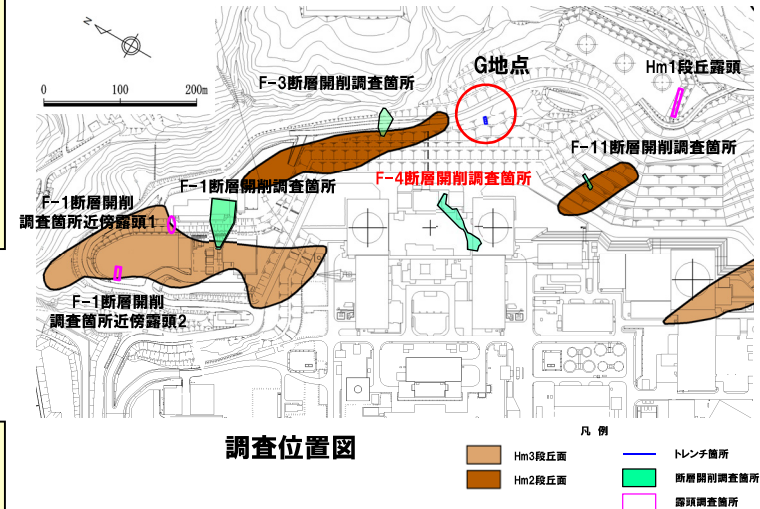 N
0 100 200m
G地点
Hm1段丘露頭
F-3断層開削調査箇所
F-11断層開削調査箇所
F-4断層開削調査箇所
F-1断層開削調査箇所
F-1断層開削
調査箇所近傍露頭1
F-1断層開削
調査箇所近傍露頭2
調査位置図
凡 例
Hm3段丘面
Hm2段丘面
トレンチ箇所
断層開削調査箇所
露頭調査箇所